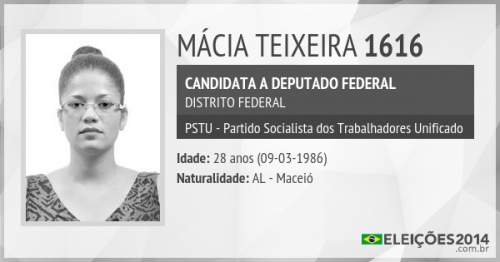 MÁCIA TEIXEIRA 1616
CANDIDATA A DEPUTADO FEDERAL
DISTRITO FEDERAL
PSTU - Partido Socialista dos Trabalhadores Unificado
Idade: 28 anos (09-03-1986)
Naturalidade: AL - Maceió
ELEIÇÕES2014
.com.br